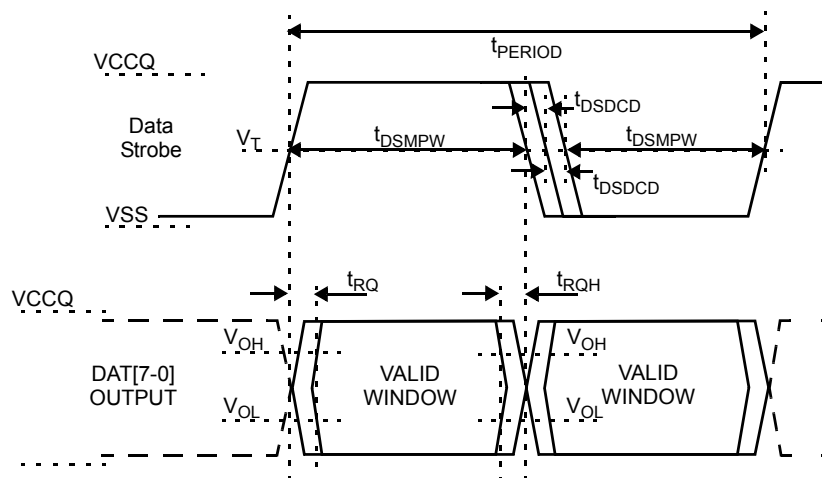 tPERIOD
VCCQ
tDSDCD
Data
Strobe
VT
tDSMPW
tDSMPW
tDSDCD
VSS
VCCQ
tRQ
tRQH
VOH
VOH
DAT[7-0]
OUTPUT
VALID
WINDOW
VALID
WINDOW
VOL
VOL